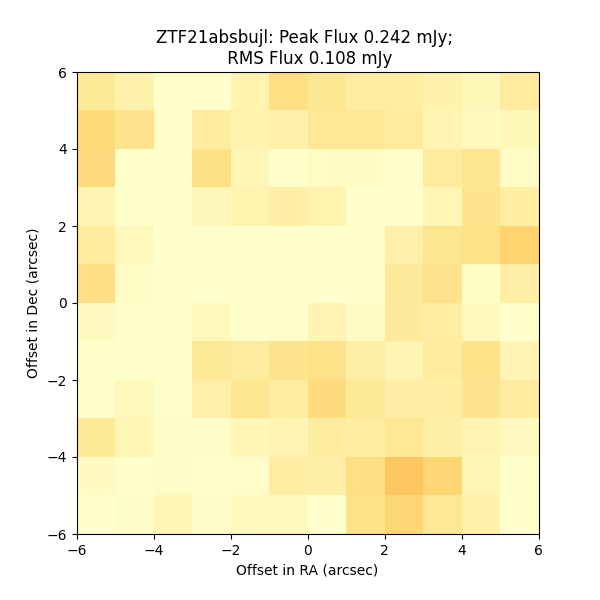 ZTF21absbujl: Peak Flux 0.242 mJy;
RMS Flux 0.108 mJy
6
4
2
0
−2
−4
−6
Offset in Dec (arcsec)
−6 −4 −2 0 2 4 6
Offset in RA (arcsec)